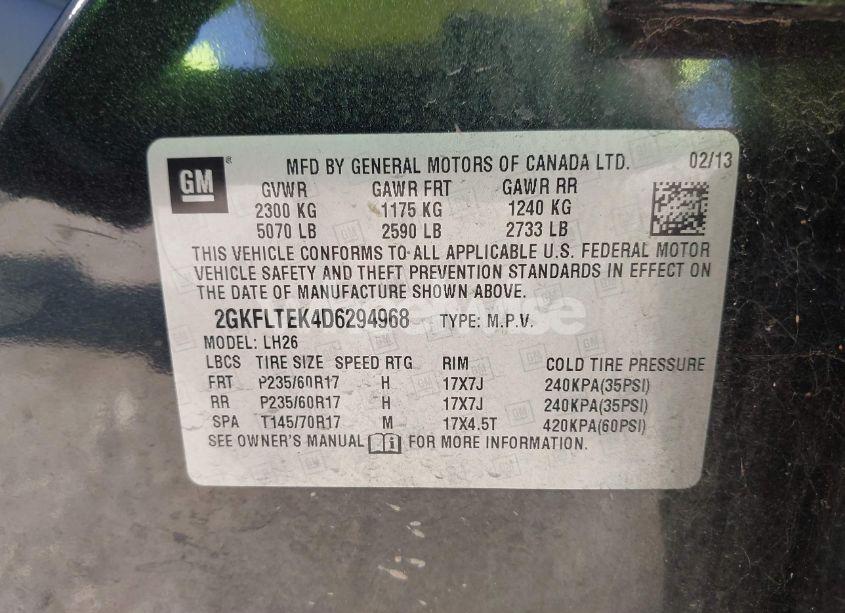 GM
MFD BY GENERAL MOTORS OF CANADA LTD. 02/13
GVWR GAWR FRT GAWR RR
2300 KG 1175 KG 1240 KG
5070 LB 2590 LB 2733 LB
THIS VEHICLE CONFORMS TO ALL APPLICABLE U.S. FEDERAL MOTOR
VEHICLE SAFETY AND THEFT PREVENTION STANDARDS IN EFFECT ON
THE DATE OF MANUFACTURE SHOWN ABOVE.
2GKFLTEK4D6294968 TYPE: M.P.V.
MODEL: LH26
LBCS TIRE SIZE SPEED RTG RIM COLD TIRE PRESSURE
FRT P235/60R17 H 17X7J 240KPA(35PSI)
RR P235/60R17 H 17X7J 240KPA(35PSI)
SPA T145/70R17 M 17X4.5T 420KPA(60PSI)
SEE OWNER'S MANUAL FOR MORE INFORMATION.